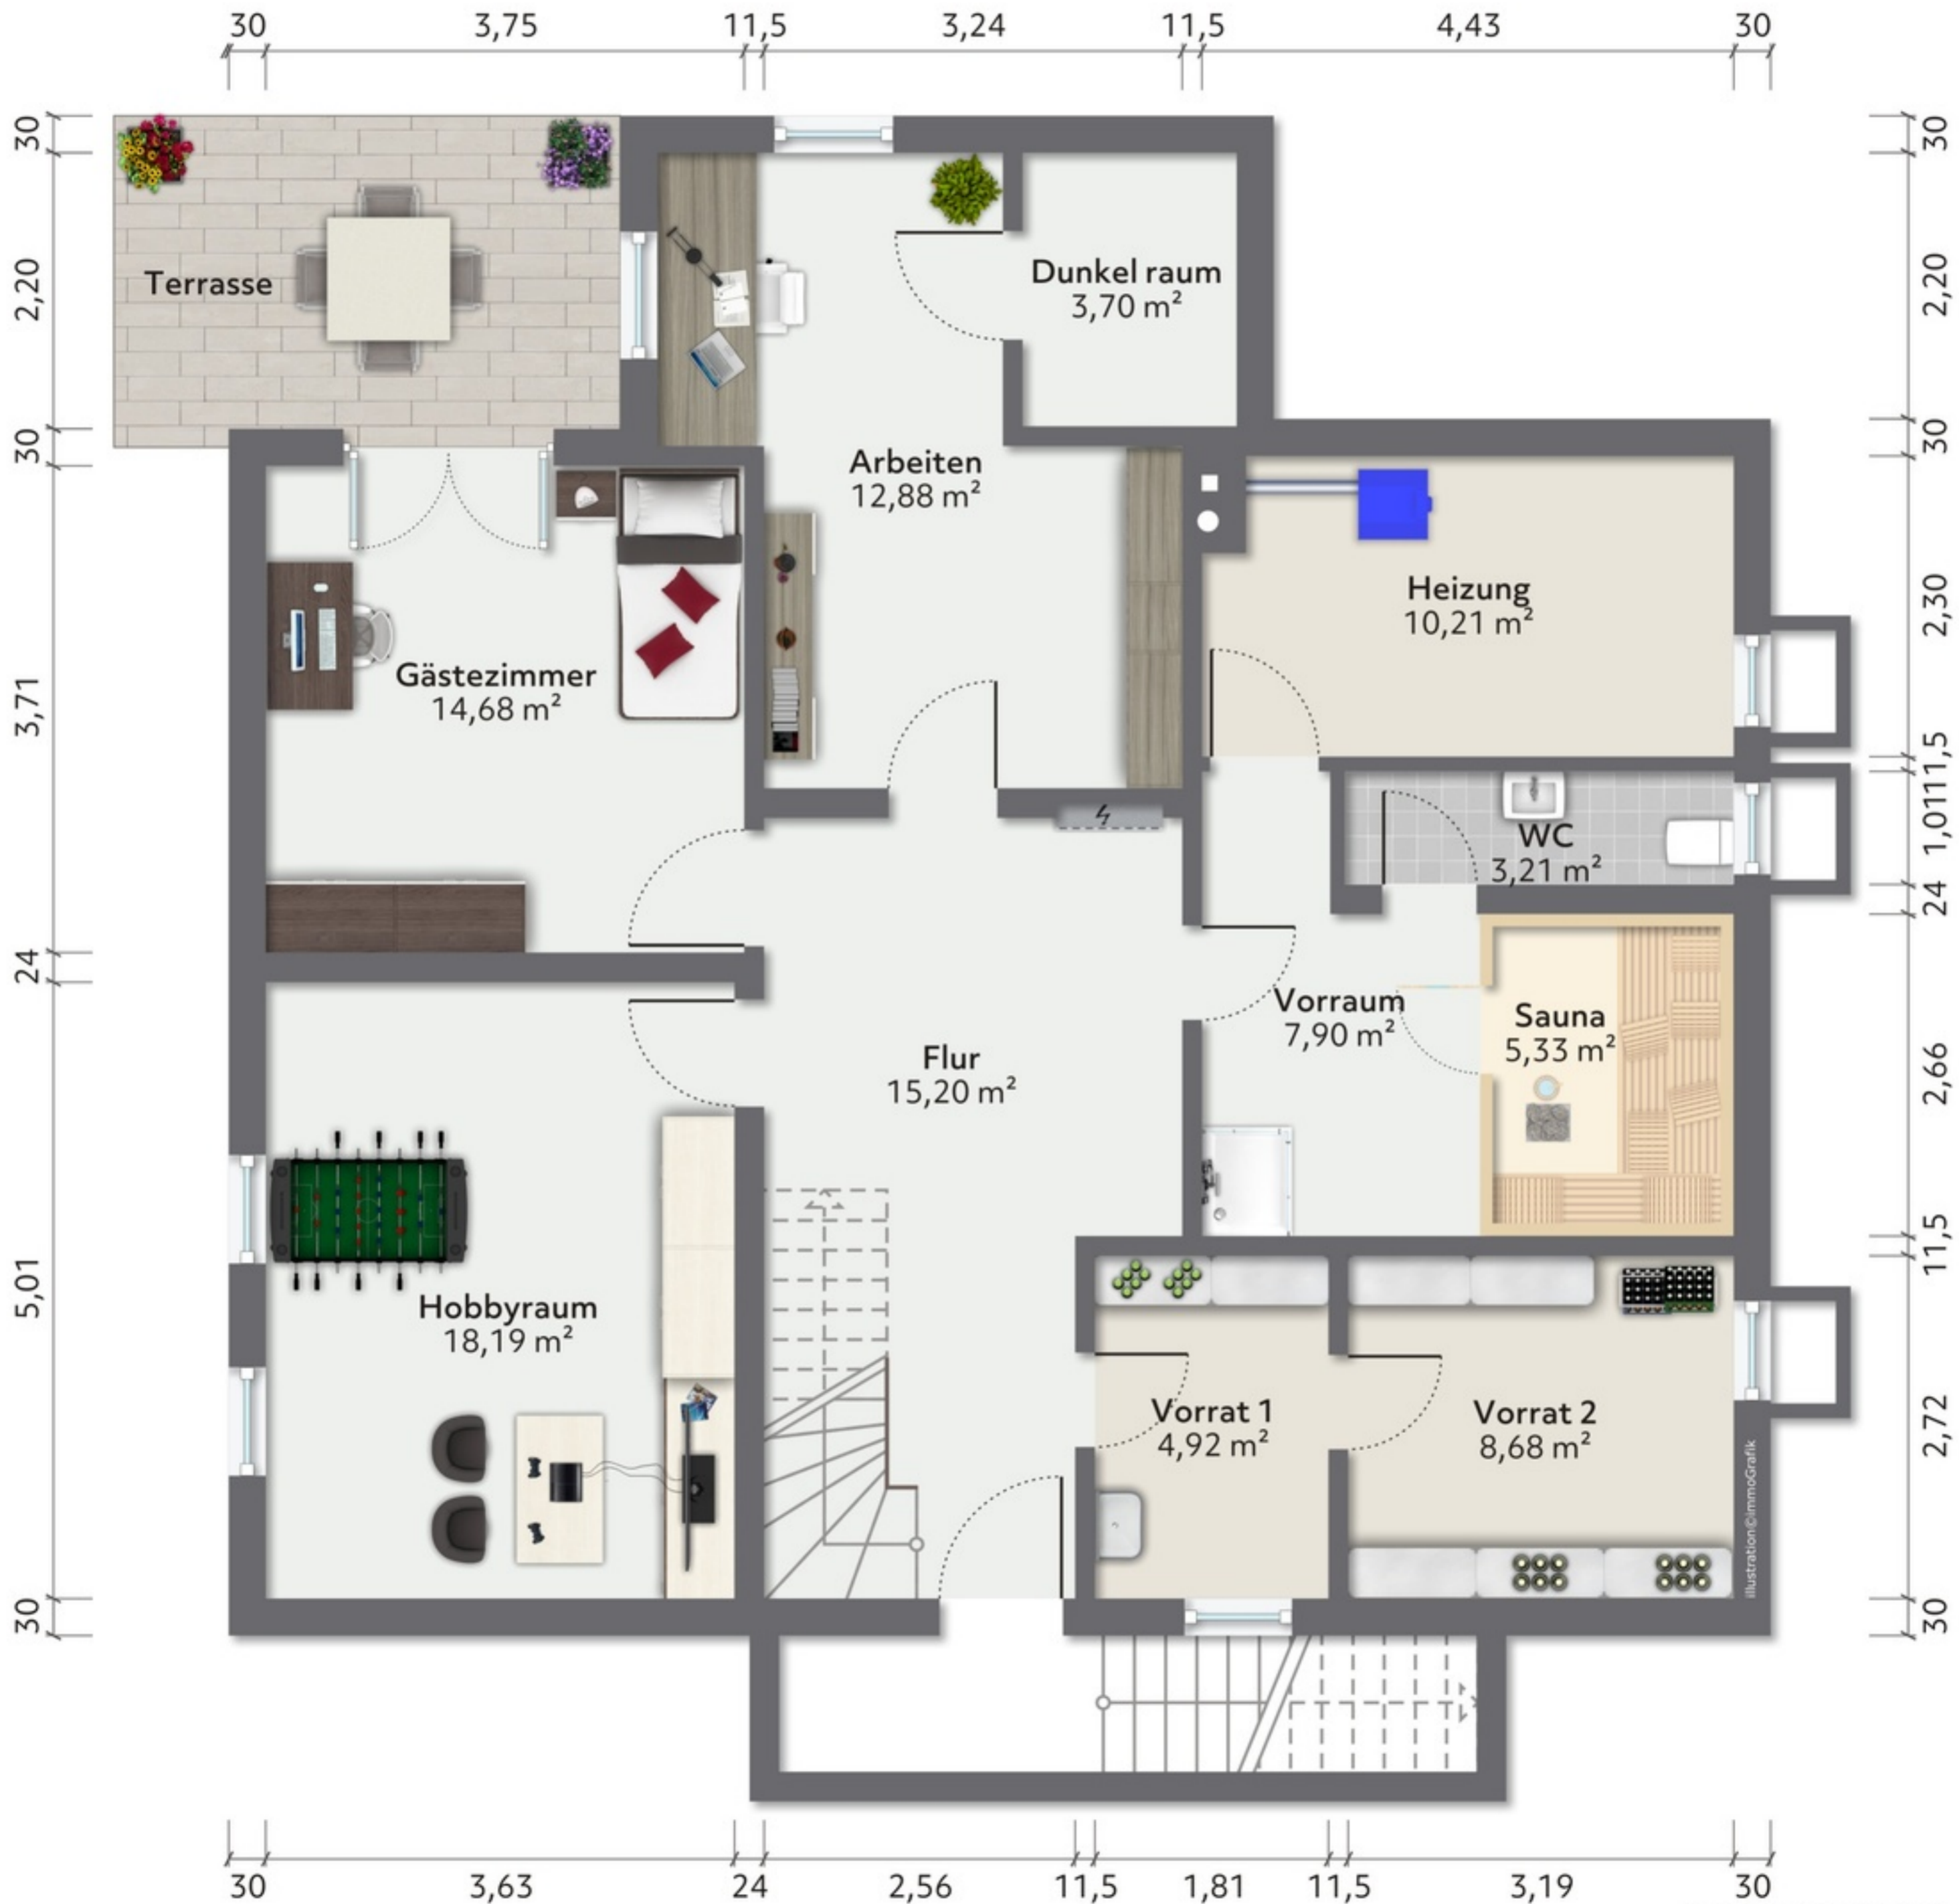 30 3,75 11,5 3,24 11,5 4,43 30
30
2,20
30
3,71
24
5,01
30
Terrasse
Dunkel raum
3,70 m²
Arbeiten
12,88 m²
Heizung
10,21 m²
Gästezimmer
14,68 m²
WC
3,21 m²
Vorraum
7,90 m²
Sauna
5,33 m²
Flur
15,20 m²
Hobbyraum
18,19 m²
Vorrat 1
4,92 m²
Vorrat 2
8,68 m²
illustration©immoGrafik
30
2,20
30
2,30
11,5
1,01
24
2,66
11,5
2,72
30
30 3,63 24 2,56 11,5 1,81 11,5 3,19 30